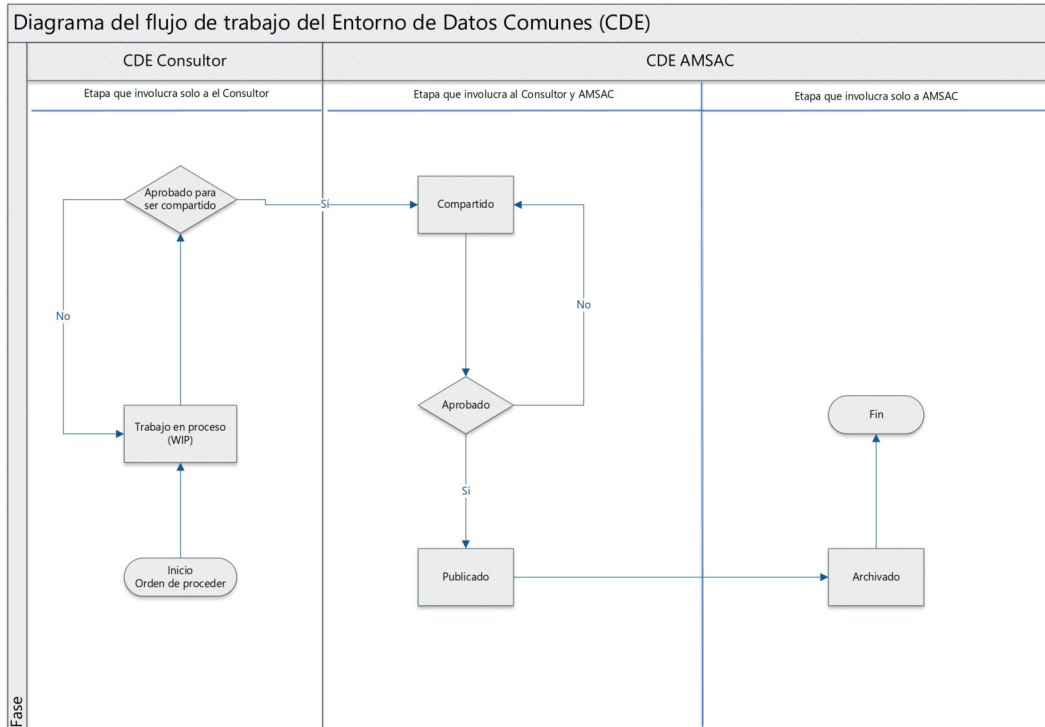 Diagrama del flujo de trabajo del Entorno de Datos Comunes (CDE)
CDE Consultor
CDE AMSAC
Etapa que involucra solo a el Consultor
Etapa que involucra al Consultor y AMSAC
Etapa que involucra solo a AMSAC
Aprobado para
ser compartido
Sí
Compartido
No
No
Aprobado
Trabajo en proceso
(WIP)
Fin
Sí
Inicio
Orden de proceder
Publicado
Archivado
Fase